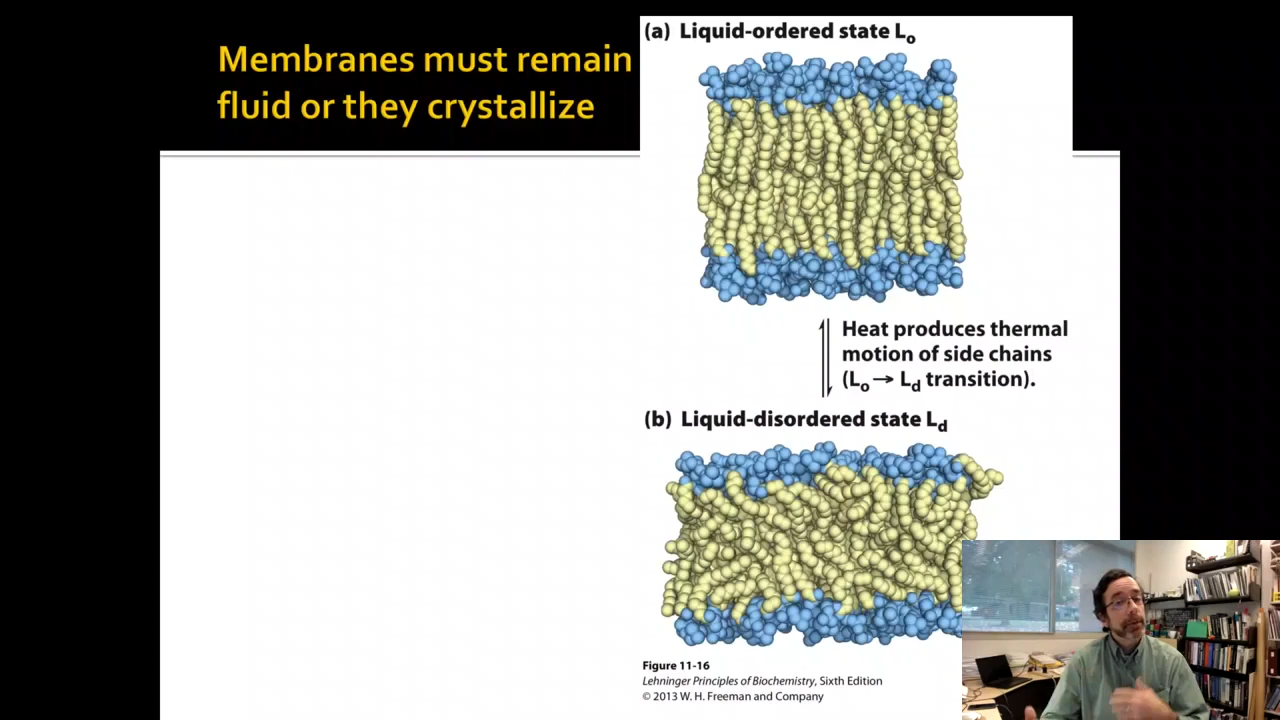 Membranes must remain
fluid or they crystallize
(a) Liquid-ordered state Lo
Heat produces thermal
motion of side chains
(Lo → Ld transition).
(b) Liquid-disordered state Ld
Figure 11-16
Lehninger Principles of Biochemistry, Sixth Edition
© 2013 W. H. Freeman and Company